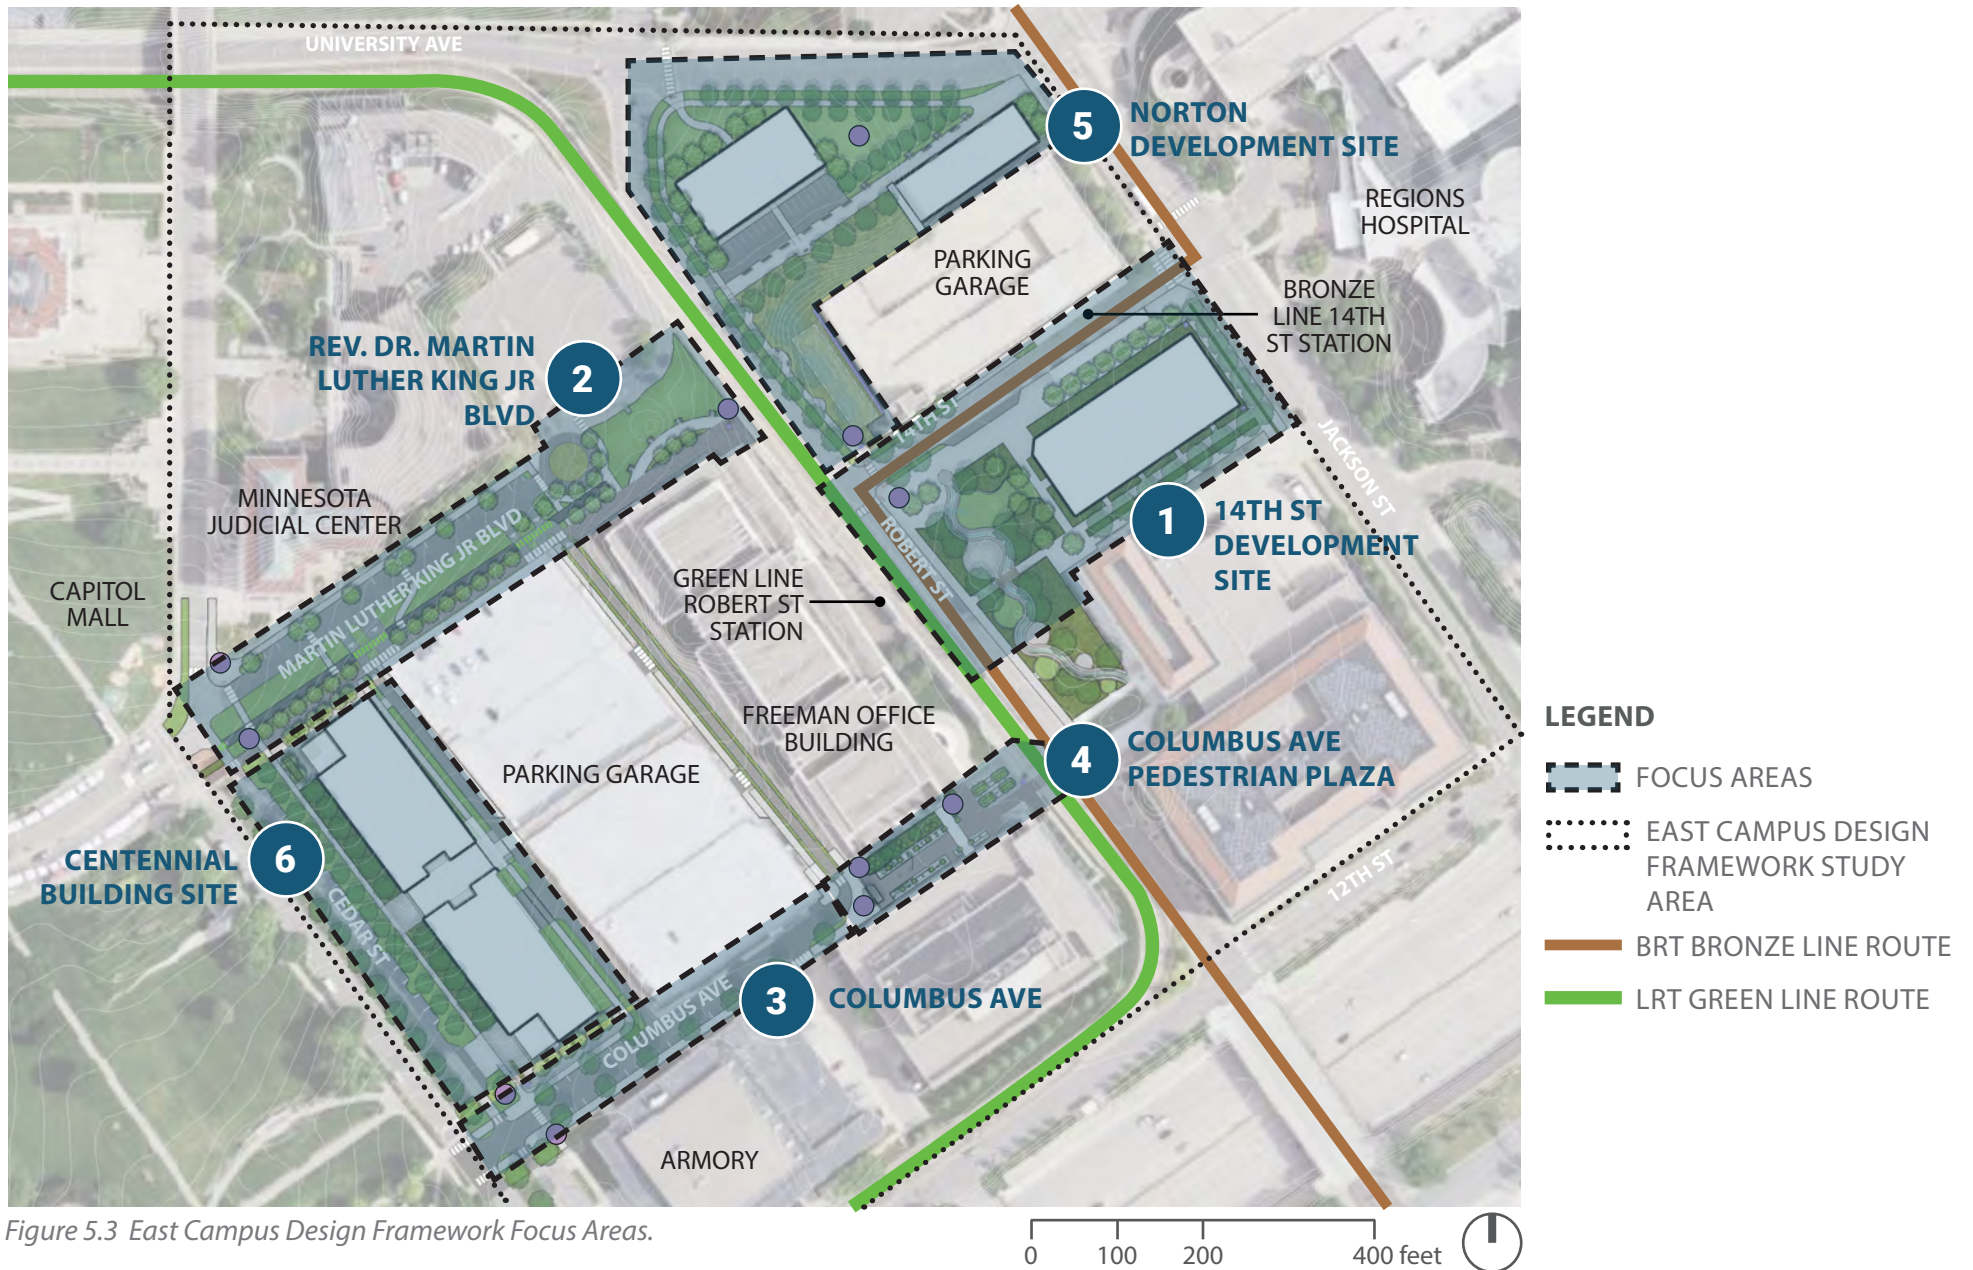 UNIVERSITY AVE
5
NORTON
DEVELOPMENT SITE
REGIONS
HOSPITAL
PARKING
GARAGE
BRONZE
LINE 14TH
ST STATION
REV. DR. MARTIN
LUTHER KING JR
BLVD
2
14TH ST
JACKSON ST
MINNESOTA
JUDICIAL CENTER
MARTIN LUTHER KING JR BLVD
ROBERT ST
1
14TH ST
DEVELOPMENT
SITE
CAPITOL
MALL
GREEN LINE
ROBERT ST
STATION
FREEMAN OFFICE
BUILDING
4
COLUMBUS AVE
PEDESTRIAN PLAZA
PARKING GARAGE
6
CENTENNIAL
BUILDING SITE
CEDAR ST
12TH ST
3
COLUMBUS AVE
COLUMBUS AVE
ARMORY
LEGEND
FOCUS AREAS
EAST CAMPUS DESIGN
FRAMEWORK STUDY
AREA
BRT BRONZE LINE ROUTE
LRT GREEN LINE ROUTE
Figure 5.3 East Campus Design Framework Focus Areas.
0 100 200 400 feet